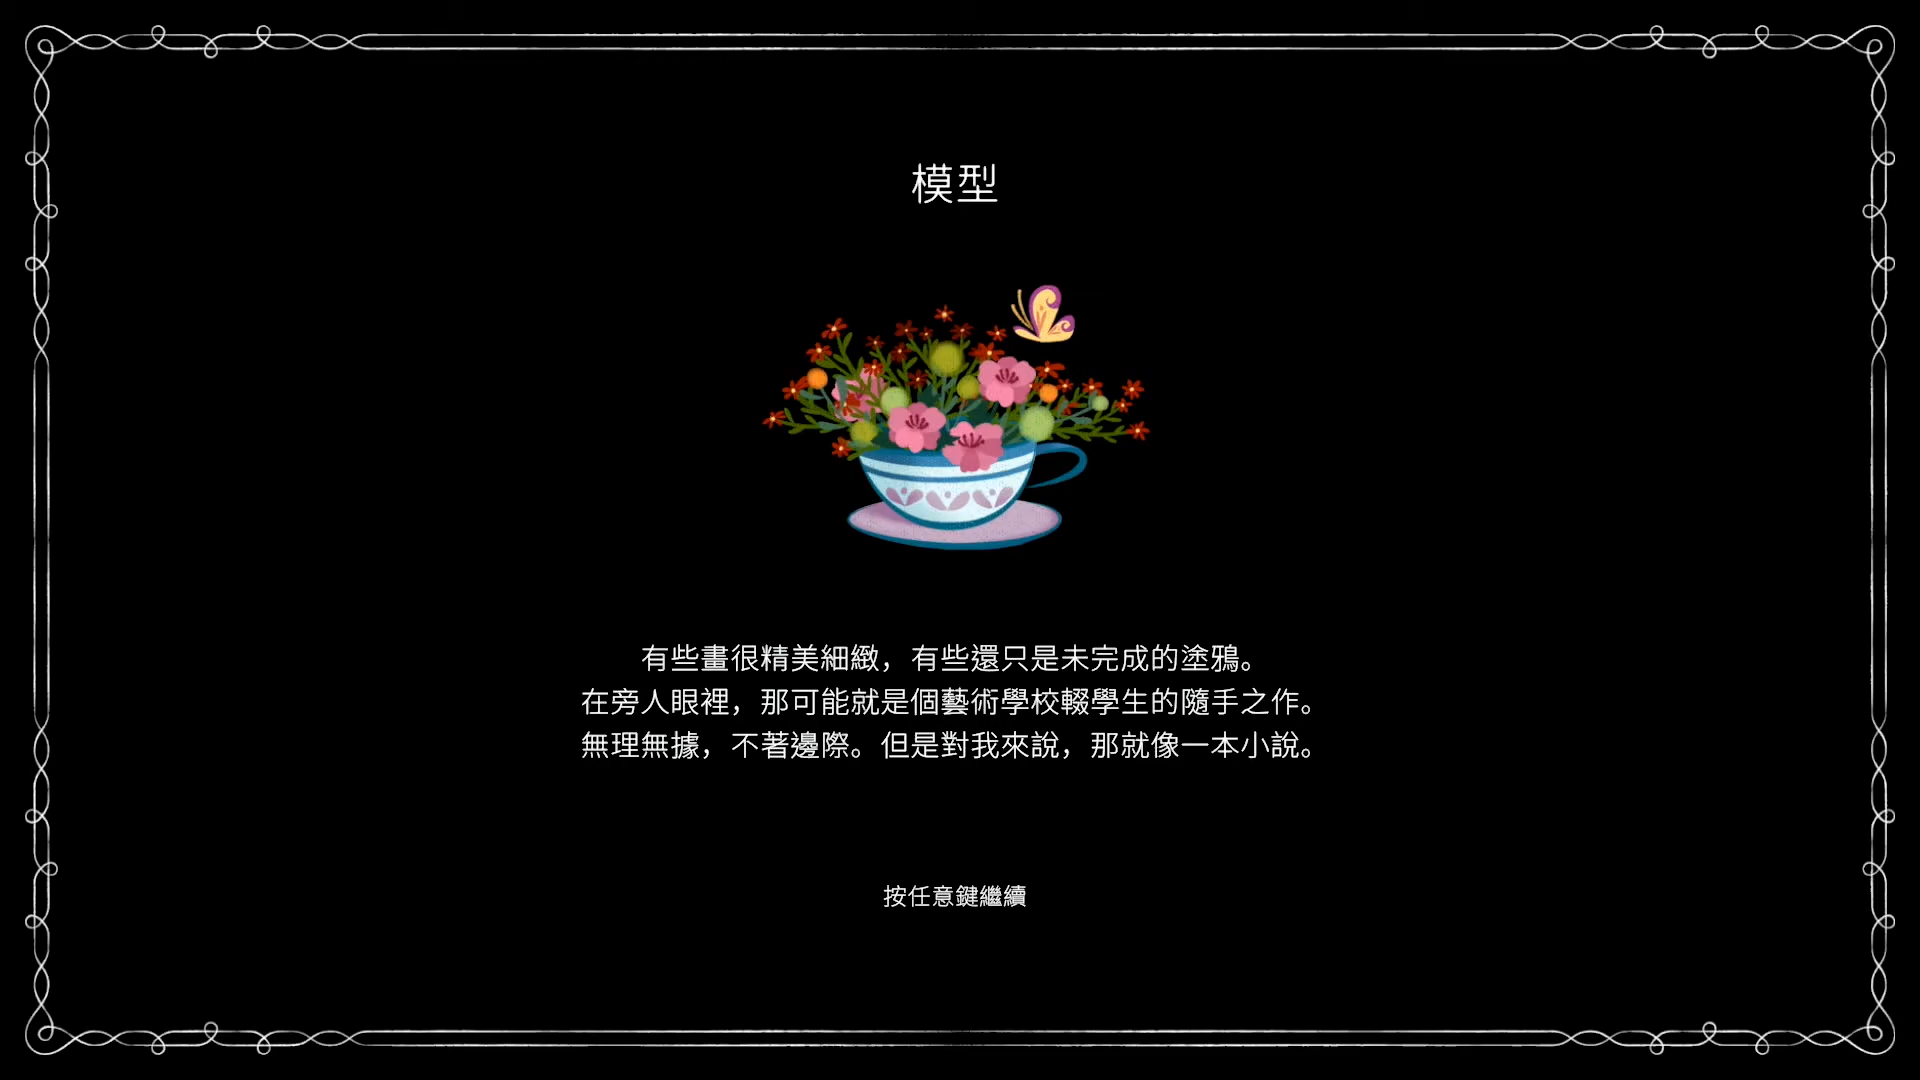 模型
有些畫很精美細緻，有些還只是未完成的塗鴉。
在旁人眼裡，那可能就是個藝術學校輟學生的隨手之作。
無理無據，不著邊際。但是對我來說，那就像一本小說。
按任意鍵繼續